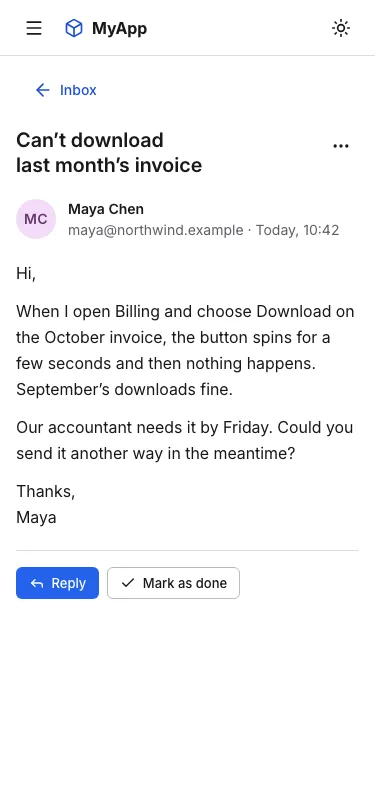 MyApp
Inbox
Can’t download
last month’s invoice
MC
Maya Chen
maya@northwind.example · Today, 10:42
Hi,
When I open Billing and choose Download on
the October invoice, the button spins for a
few seconds and then nothing happens.
September’s downloads fine.
Our accountant needs it by Friday. Could you
send it another way in the meantime?
Thanks,
Maya
Reply
Mark as done